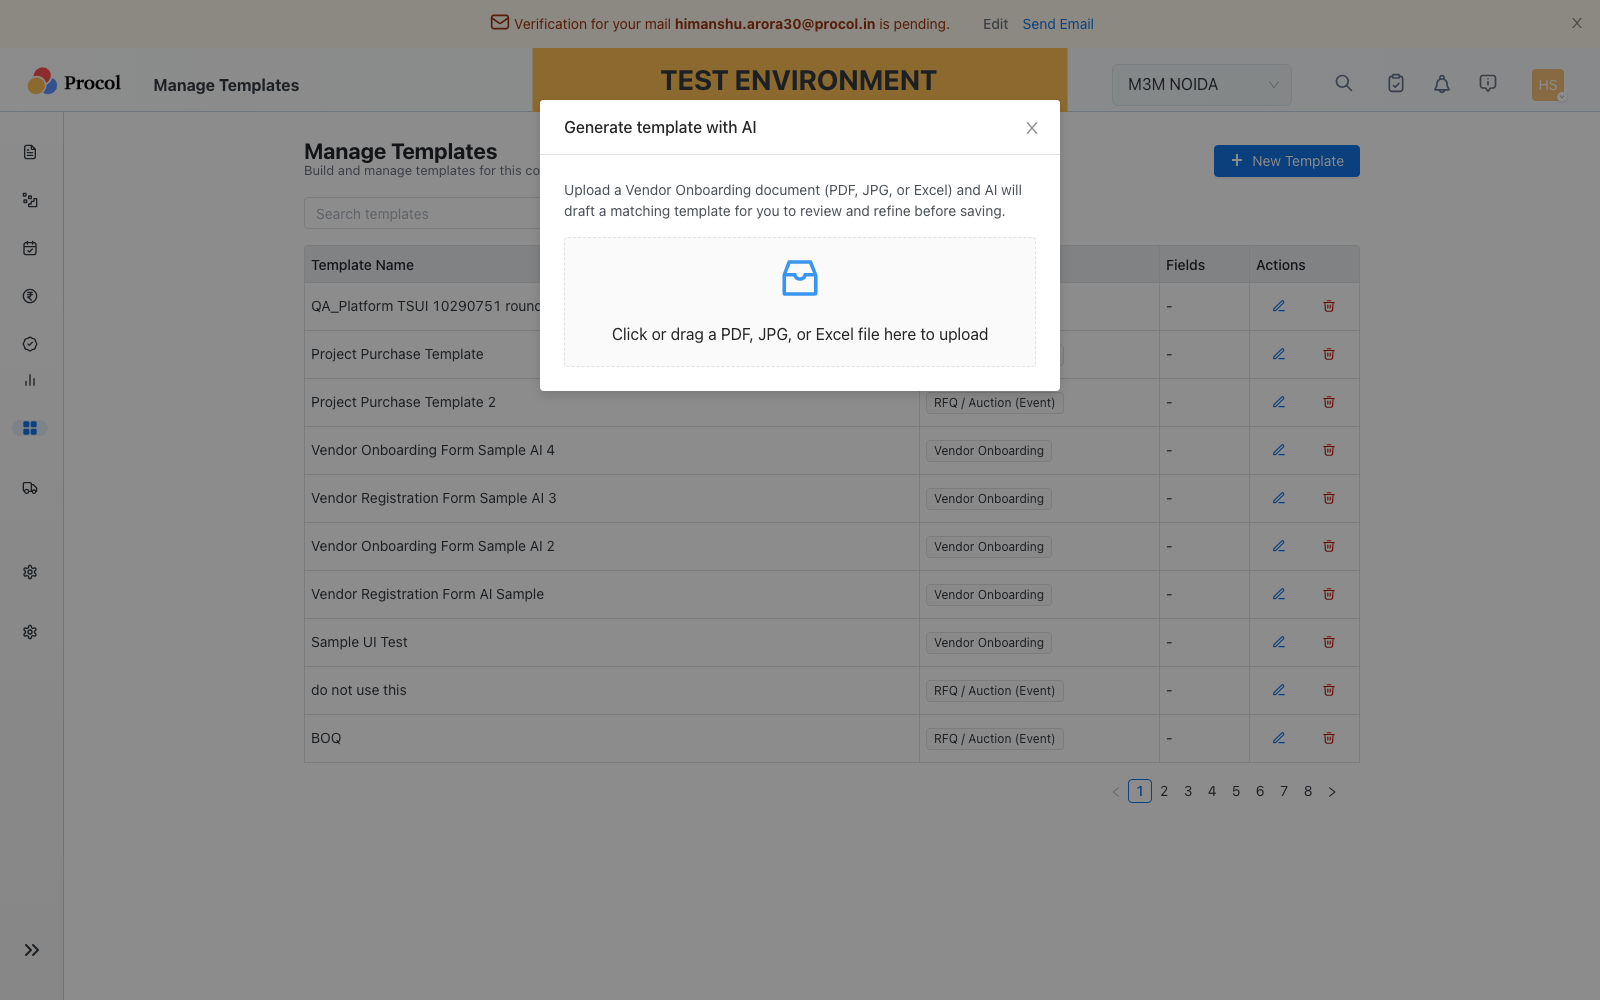 Verification for your mail himanshu.arora30@procol.in is pending. Edit Send Email
Procol
Manage Templates
TEST ENVIRONMENT
M3M NOIDA
HS
Generate template with AI
Upload a Vendor Onboarding document (PDF, JPG, or Excel) and AI will
draft a matching template for you to review and refine before saving.
Click or drag a PDF, JPG, or Excel file here to upload
Manage Templates
Build and manage templates for this co
New Template
Search templates
Template Name Fields Actions
QA_Platform TSUI 10290751 round -
Project Purchase Template -
Project Purchase Template 2 RFQ / Auction (Event) -
Vendor Onboarding Form Sample AI 4 Vendor Onboarding -
Vendor Registration Form Sample AI 3 Vendor Onboarding -
Vendor Onboarding Form Sample AI 2 Vendor Onboarding -
Vendor Registration Form AI Sample Vendor Onboarding -
Sample UI Test Vendor Onboarding -
do not use this RFQ / Auction (Event) -
BOQ RFQ / Auction (Event) -
1 2 3 4 5 6 7 8